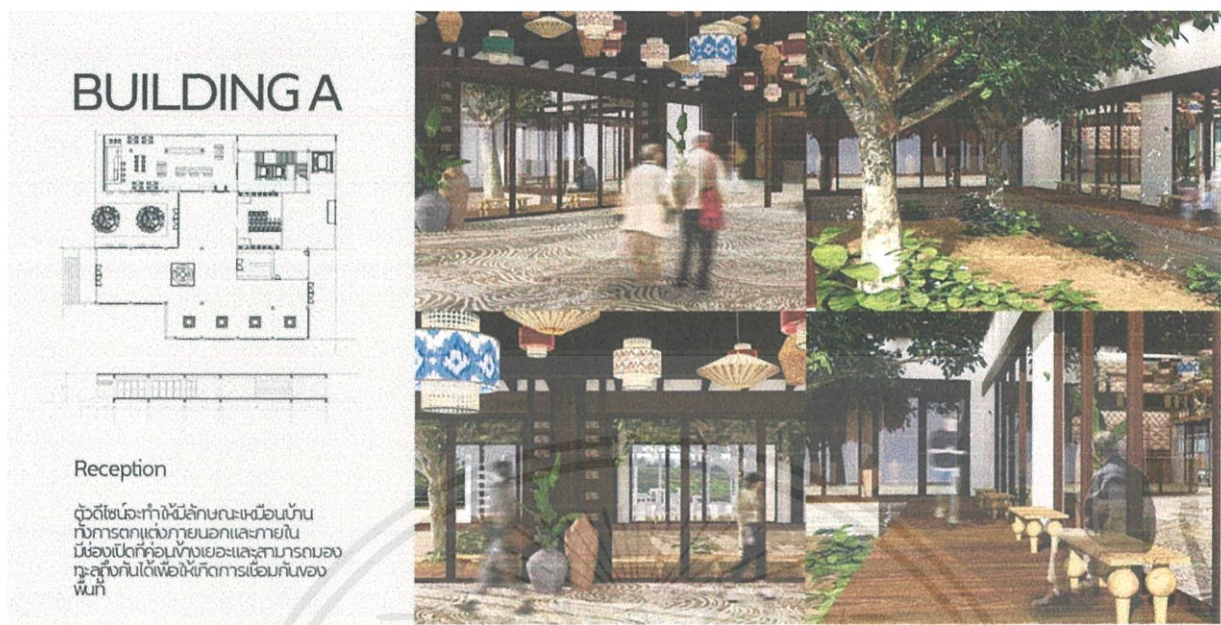 BUILDING A
Reception
ตัวดีไซน์จะทำให้มีลักษณะเหมือนบ้าน
ทั้งการตกแต่งภายนอกและภายใน
มีช่องเปิดที่ค่อนข้างเยอะและสามารถมอง
ทะลุถึงกันได้เพื่อให้เกิดการเชื่อมกันของ
พื้นที่